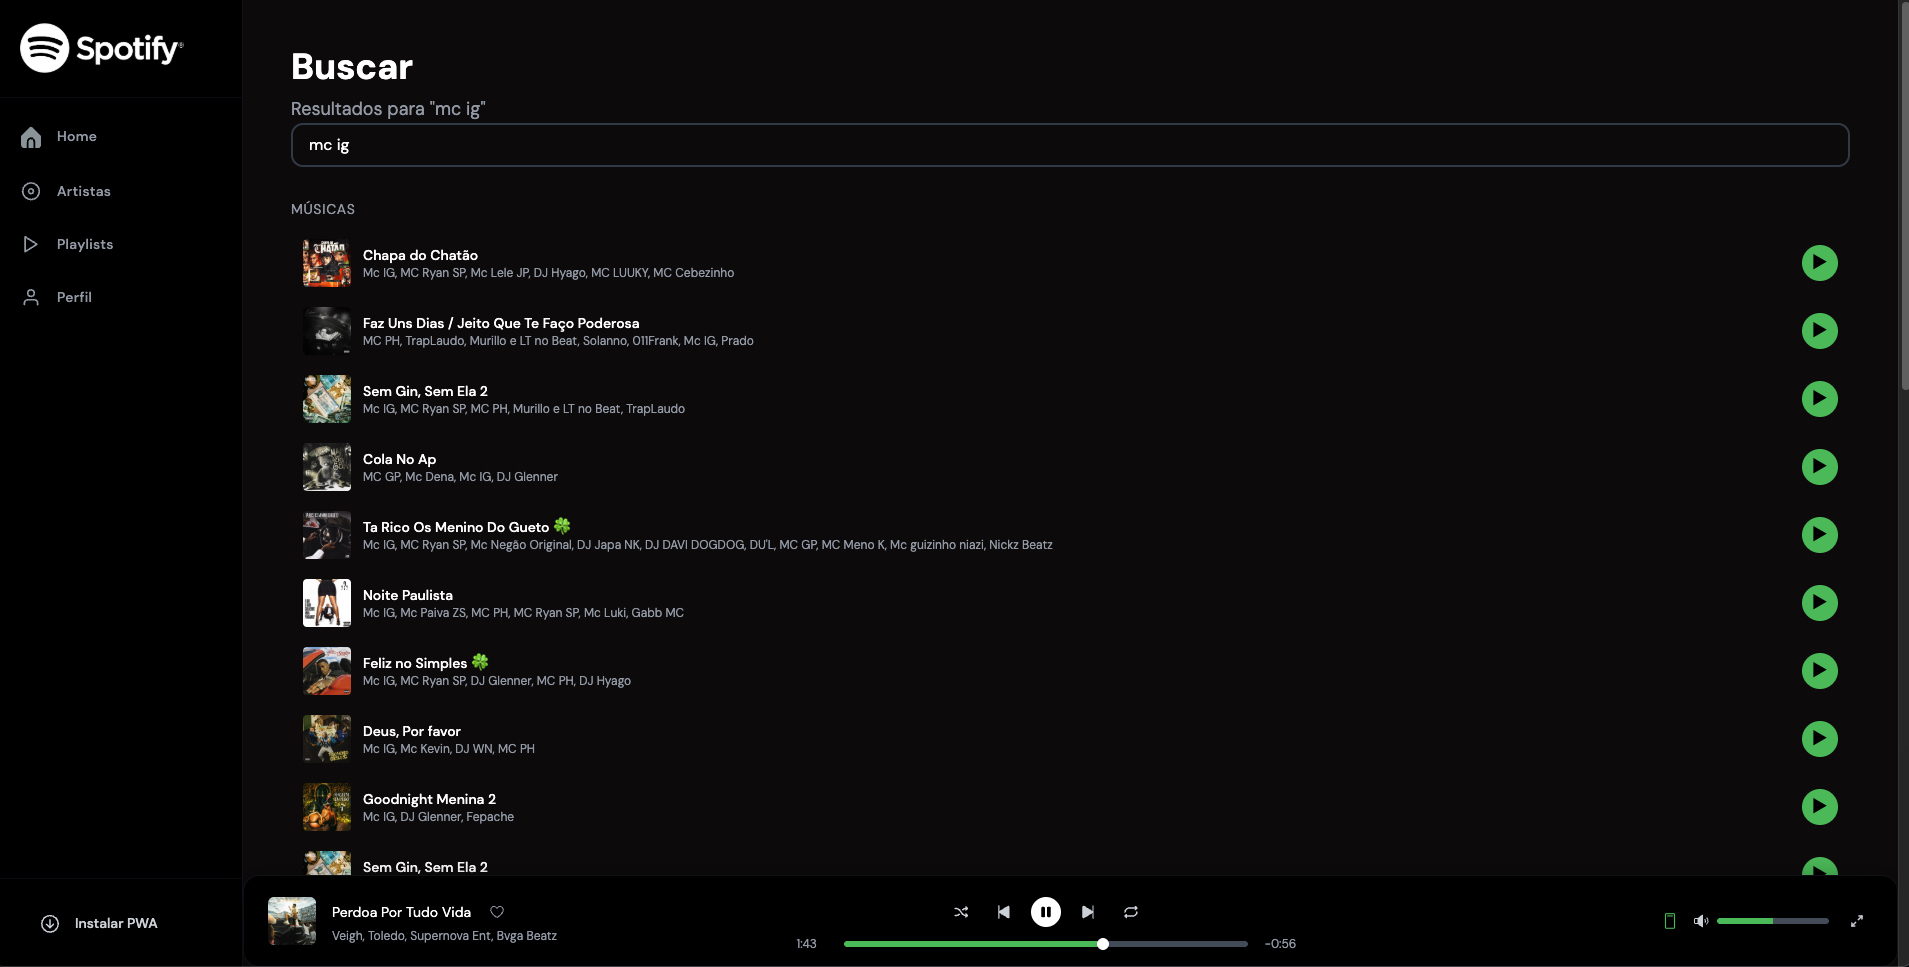 Spotify®
Home
Artistas
Playlists
Perfil
Instalar PWA
Buscar
Resultados para "mc ig"
mc ig
MÚSICAS
Chapa do Chatão
Mc IG, MC Ryan SP, Mc Lele JP, DJ Hyago, MC LUUKY, MC Cebezinho
Faz Uns Dias / Jeito Que Te Faço Poderosa
MC PH, TrapLaudo, Murillo e LT no Beat, Solanno, 011Frank, Mc IG, Prado
Sem Gin, Sem Ela 2
Mc IG, MC Ryan SP, MC PH, Murillo e LT no Beat, TrapLaudo
Cola No Ap
MC GP, Mc Dena, Mc IG, DJ Glenner
Ta Rico Os Menino Do Gueto 🍀
Mc IG, MC Ryan SP, Mc Negão Original, DJ Japa NK, DJ DAVI DOGDOG, DU'L, MC GP, MC Meno K, Mc guizinho niazi, Nickz Beatz
Noite Paulista
Mc IG, Mc Paiva ZS, MC PH, MC Ryan SP, Mc Luki, Gabb MC
Feliz no Simples 🍀
Mc IG, MC Ryan SP, DJ Glenner, MC PH, DJ Hyago
Deus, Por favor
Mc IG, Mc Kevin, DJ WN, MC PH
Goodnight Menina 2
Mc IG, DJ Glenner, Fepache
Sem Gin, Sem Ela 2
Perdoa Por Tudo Vida
Veigh, Toledo, Supernova Ent, Bvga Beatz
1:43
-0:56